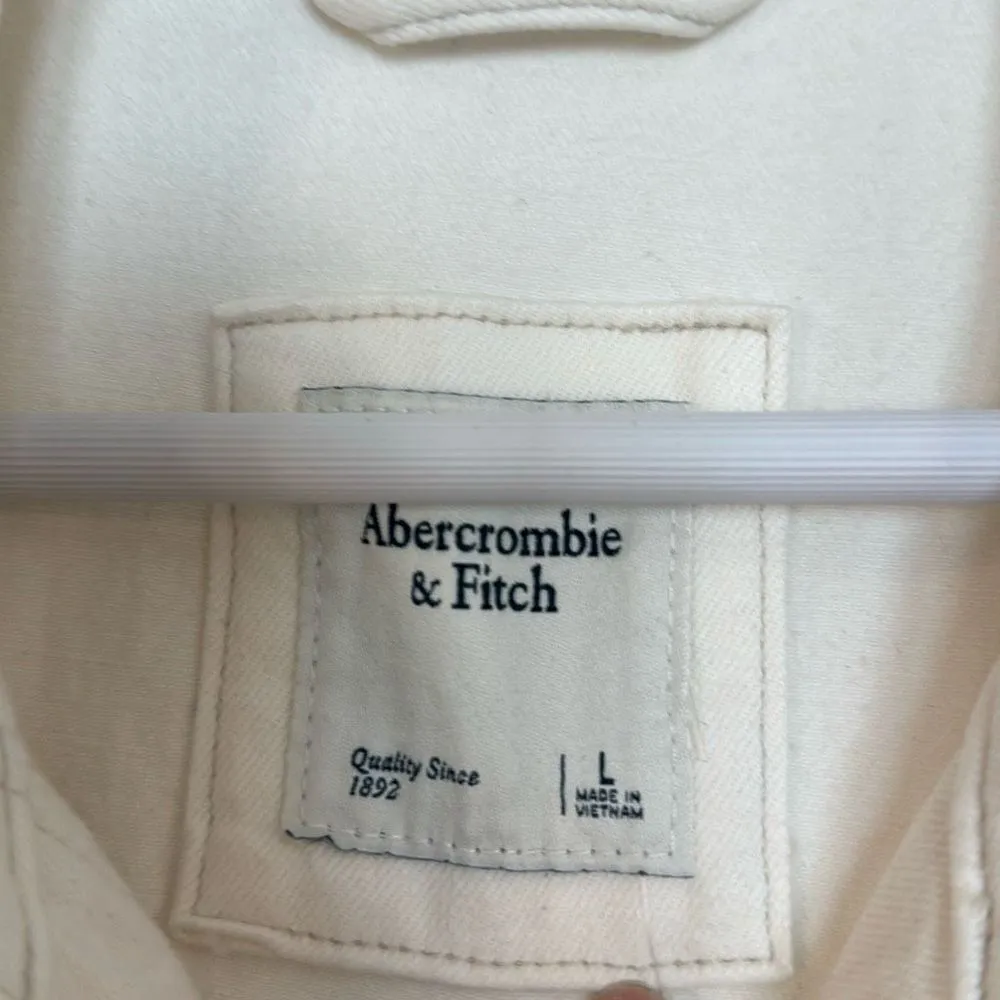 Abercrombie
& Fitch
Quality Since
1892
L
MADE IN
VIETNAM